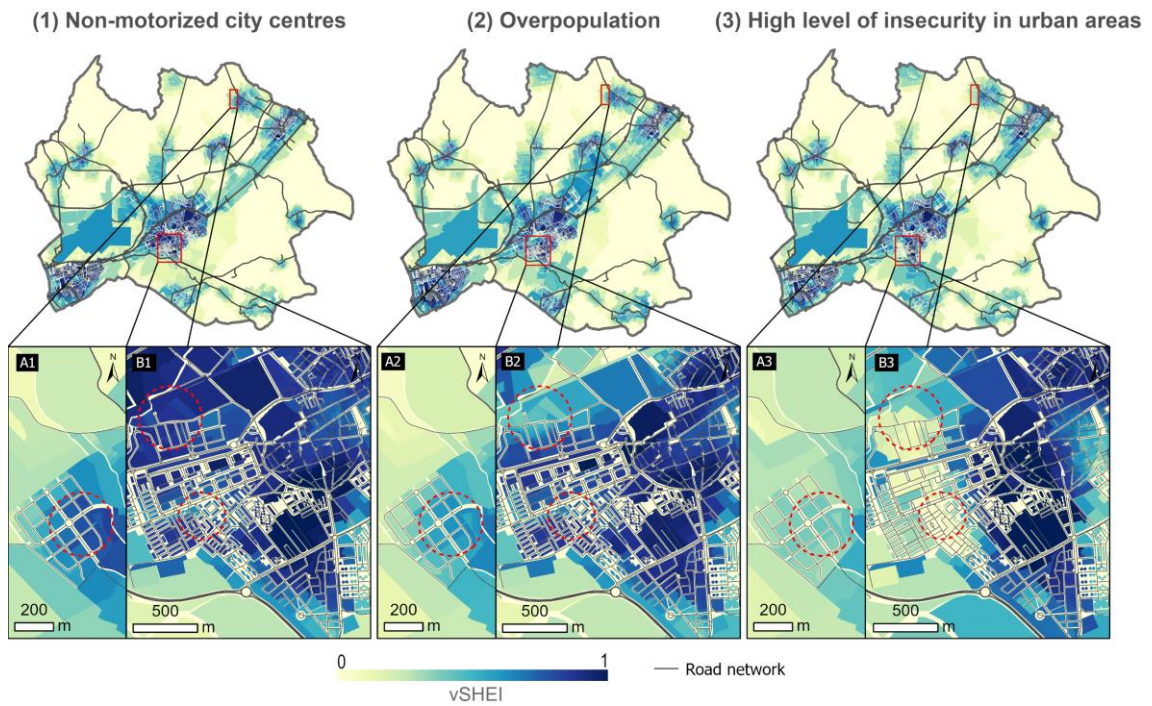 (1) Non-motorized city centres
(2) Overpopulation
(3) High level of insecurity in urban areas
A1
N
B1
A2
B2
A3
N
B3
200
m
500
m
200
m
500
m
200
m
500
m
0
1
vSHEI
Road network